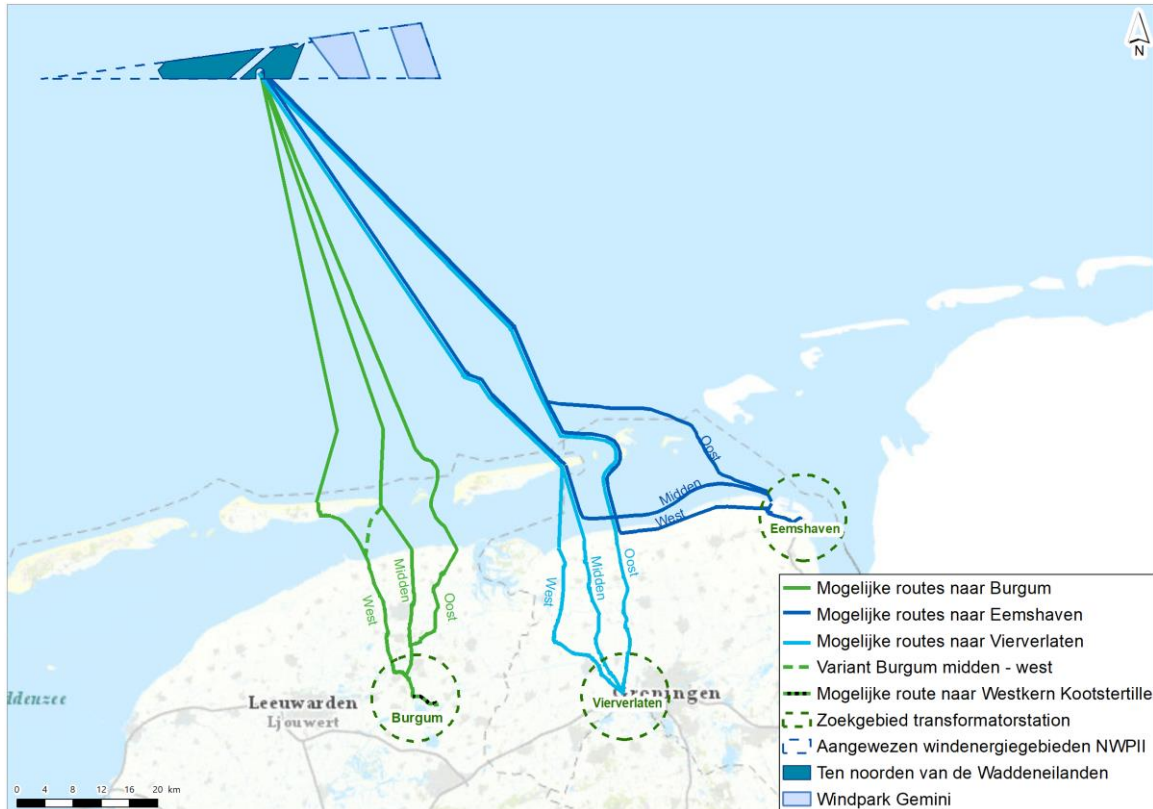 N
Oost
Midden
West
Eemshaven
West
Midden
Oost
West
Midden
Oost
ddenzee
Leeuwarden
Ljouwert
Burgum
Groningen
Vierverlaten
0 4 8 12 16 20 km
Mogelijke routes naar Burgum
Mogelijke routes naar Eemshaven
Mogelijke routes naar Vierverlaten
Variant Burgum midden - west
Mogelijke route naar Westkern Kootstertille
Zoekgebied transformatorstation
Aangewezen windenergiegebieden NWPII
Ten noorden van de Waddeneilanden
Windpark Gemini